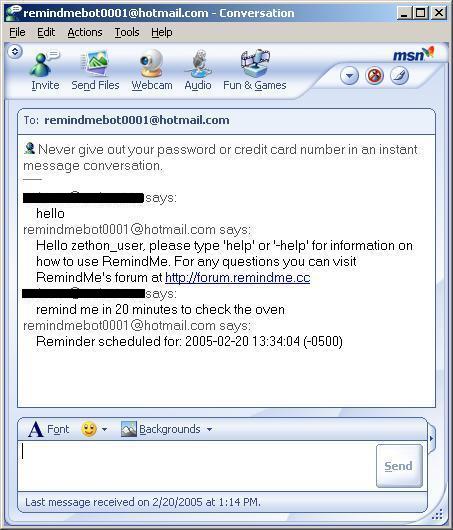 remindmebot0001@hotmail.com - Conversation
File Edit Actions Tools Help
msn
Invite Send Files Webcam Audio Fun & Games
To: remindmebot0001@hotmail.com
Never give out your password or credit card number in an instant
message conversation.
says:
hello
remindmebot0001@hotmail.com says:
Hello zethon_user, please type 'help' or '-help' for information on
how to use RemindMe. For any questions you can visit
RemindMe's forum at http://forum.remindme.cc
says:
remind me in 20 minutes to check the oven
remindmebot0001@hotmail.com says:
Reminder scheduled for: 2005-02-20 13:34:04 (-0500)
Font Backgrounds
Send
Last message received on 2/20/2005 at 1:14 PM.